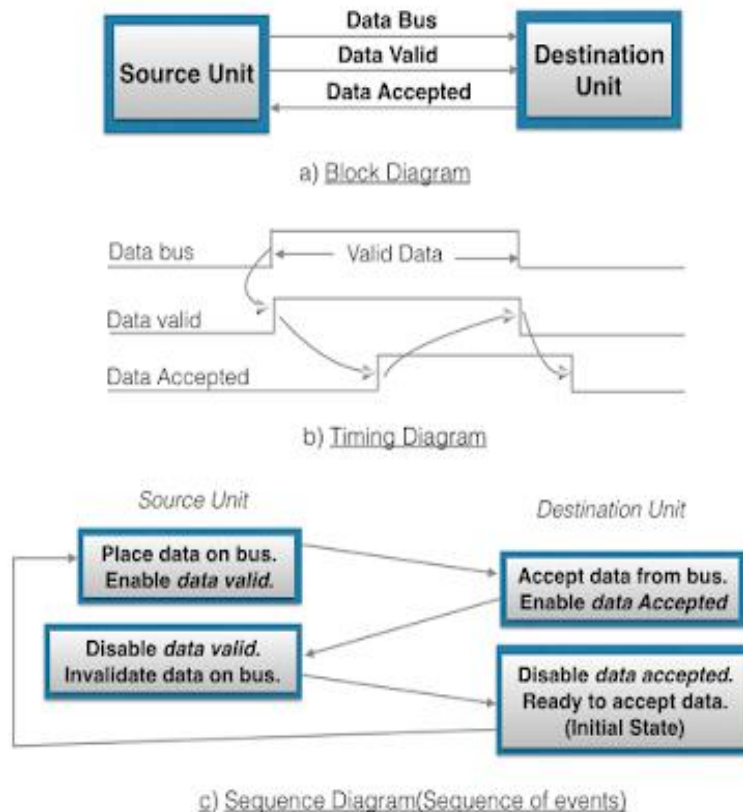 Data Bus
Source Unit
Data Valid
Destination
Unit
Data Accepted
a) Block Diagram
Data bus
Valid Data
Data valid
Data Accepted
b) Timing Diagram
Source Unit
Destination Unit
Place data on bus.
Enable data valid.
Accept data from bus.
Enable data Accepted
Disable data valid.
Invalidate data on bus.
Disable data accepted.
Ready to accept data.
(Initial State)
c) Sequence Diagram(Sequence of events)